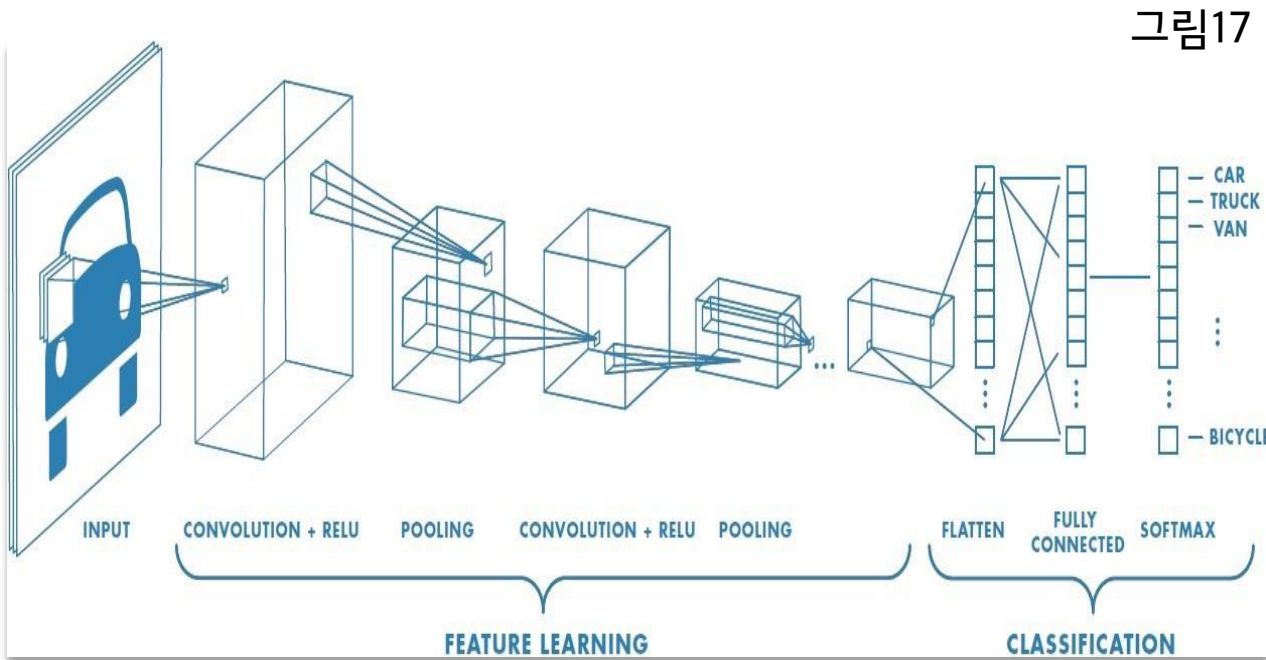 그림17
— CAR
— TRUCK
— VAN
⋮
— BICYCLE
...
INPUT
CONVOLUTION + RELU
POOLING
CONVOLUTION + RELU
POOLING
FLATTEN
FULLY
CONNECTED
SOFTMAX
FEATURE LEARNING
CLASSIFICATION